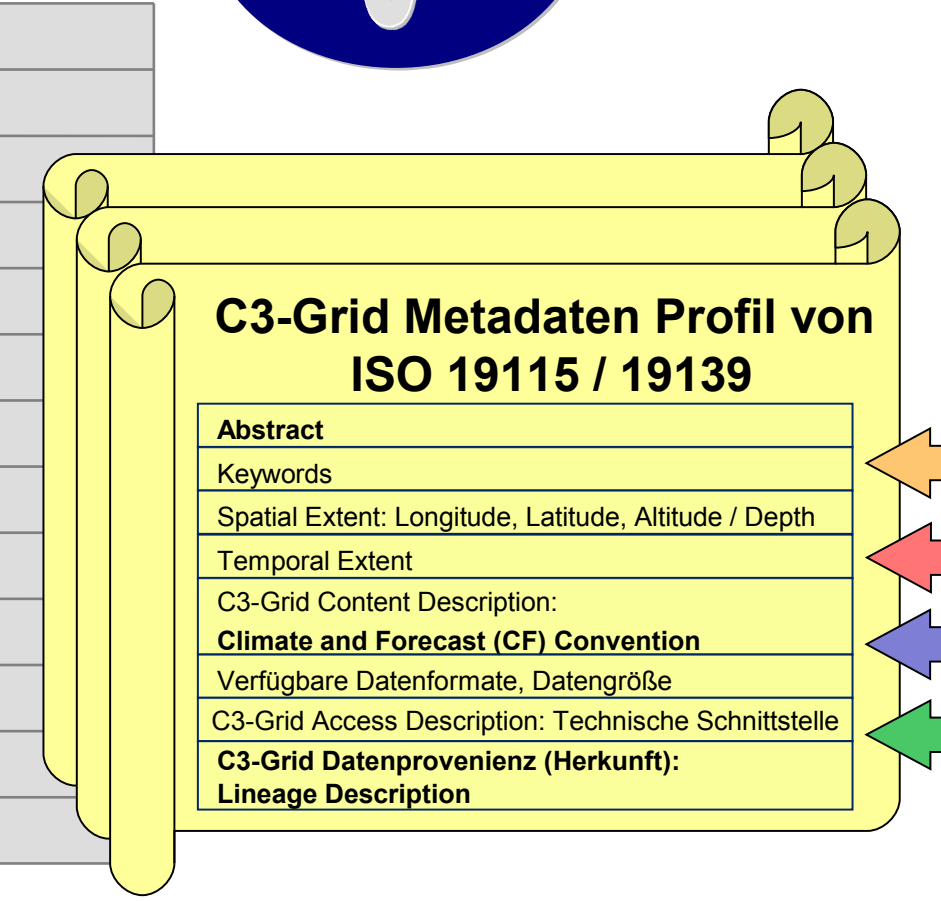 C3-Grid Metadaten Profil von
ISO 19115 / 19139
Abstract
Keywords
Spatial Extent: Longitude, Latitude, Altitude / Depth
Temporal Extent
C3-Grid Content Description:
Climate and Forecast (CF) Convention
Verfügbare Datenformate, Datengröße
C3-Grid Access Description: Technische Schnittstelle
C3-Grid Datenprovenienz (Herkunft):
Lineage Description